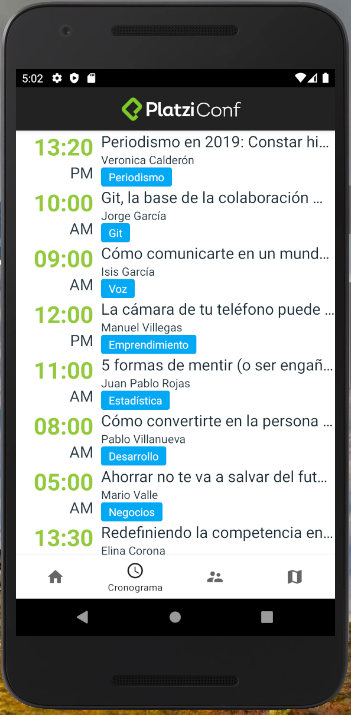 5:02
PlatziConf
13:20 PM
Periodismo en 2019: Constar hi...
Veronica Calderón
Periodismo
10:00 AM
Git, la base de la colaboración ...
Jorge García
Git
09:00 AM
Cómo comunicarte en un mund...
Isis García
Voz
12:00 PM
La cámara de tu teléfono puede ...
Manuel Villegas
Emprendimiento
11:00 AM
5 formas de mentir (o ser engañ...
Juan Pablo Rojas
Estadística
08:00 AM
Cómo convertirte en la persona ...
Pablo Villanueva
Desarrollo
05:00 AM
Ahorrar no te va a salvar del fut...
Mario Valle
Negocios
13:30
Redefiniendo la competencia en...
Elina Corona
Cronograma